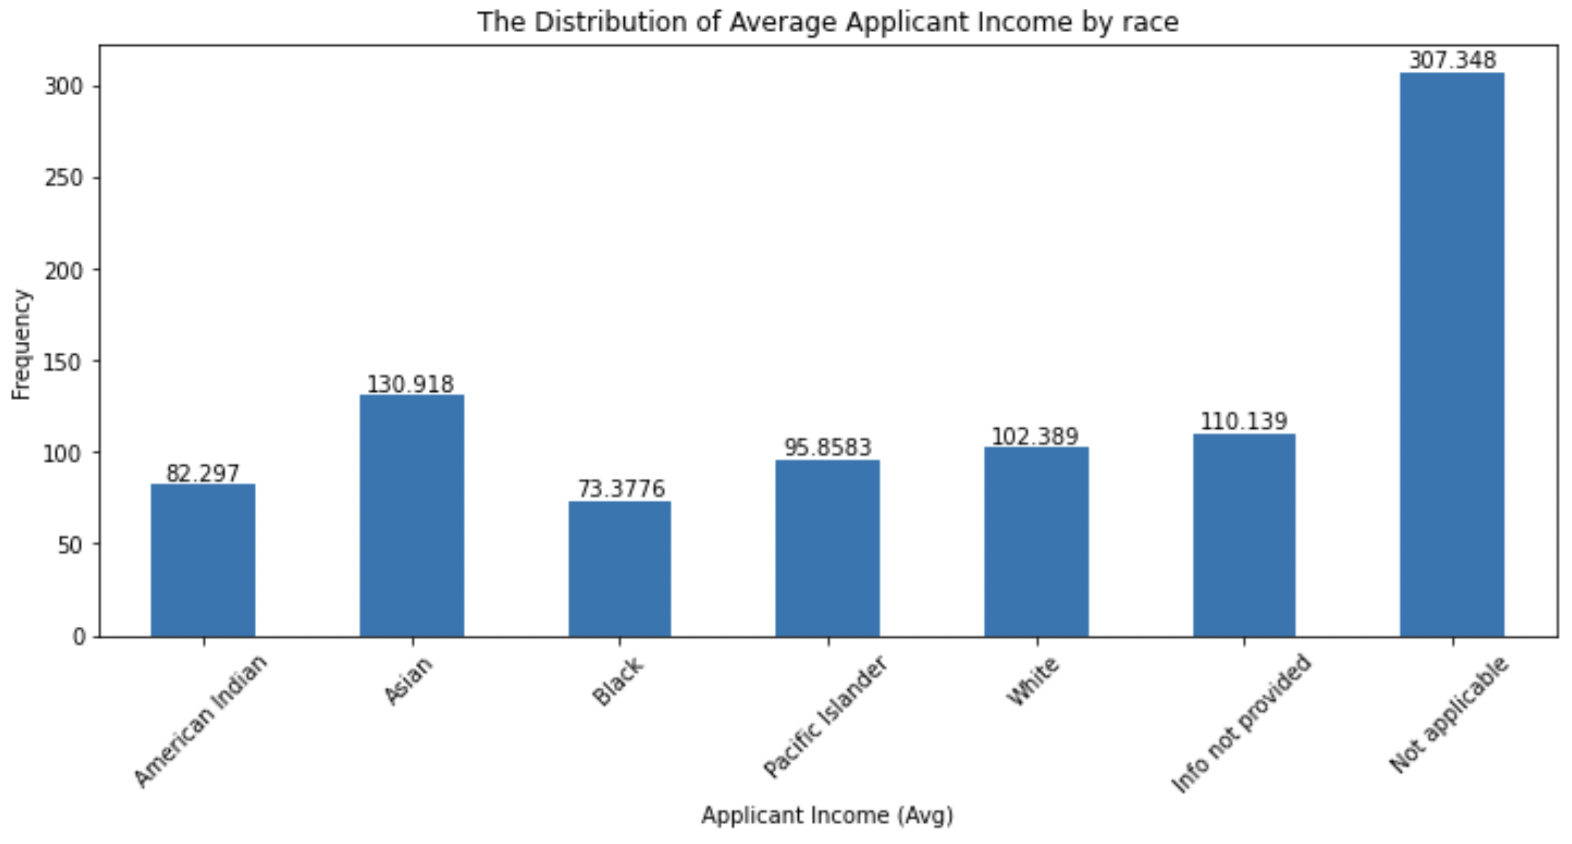 The Distribution of Average Applicant Income by race
Frequency
300
250
200
150
100
50
0
82.297
130.918
73.3776
95.8583
102.389
110.139
307.348
American Indian
Asian
Black
Pacific Islander
White
Info not provided
Not applicable
Applicant Income (Avg)